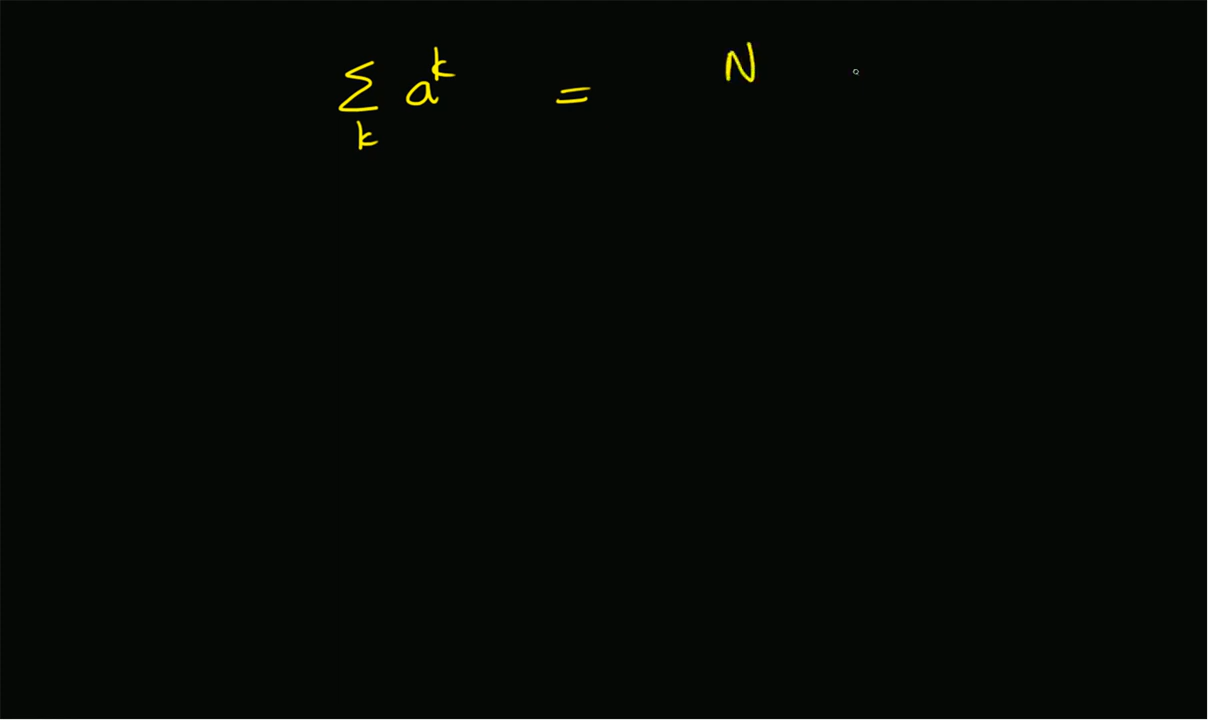 ∑ a^k = N
k